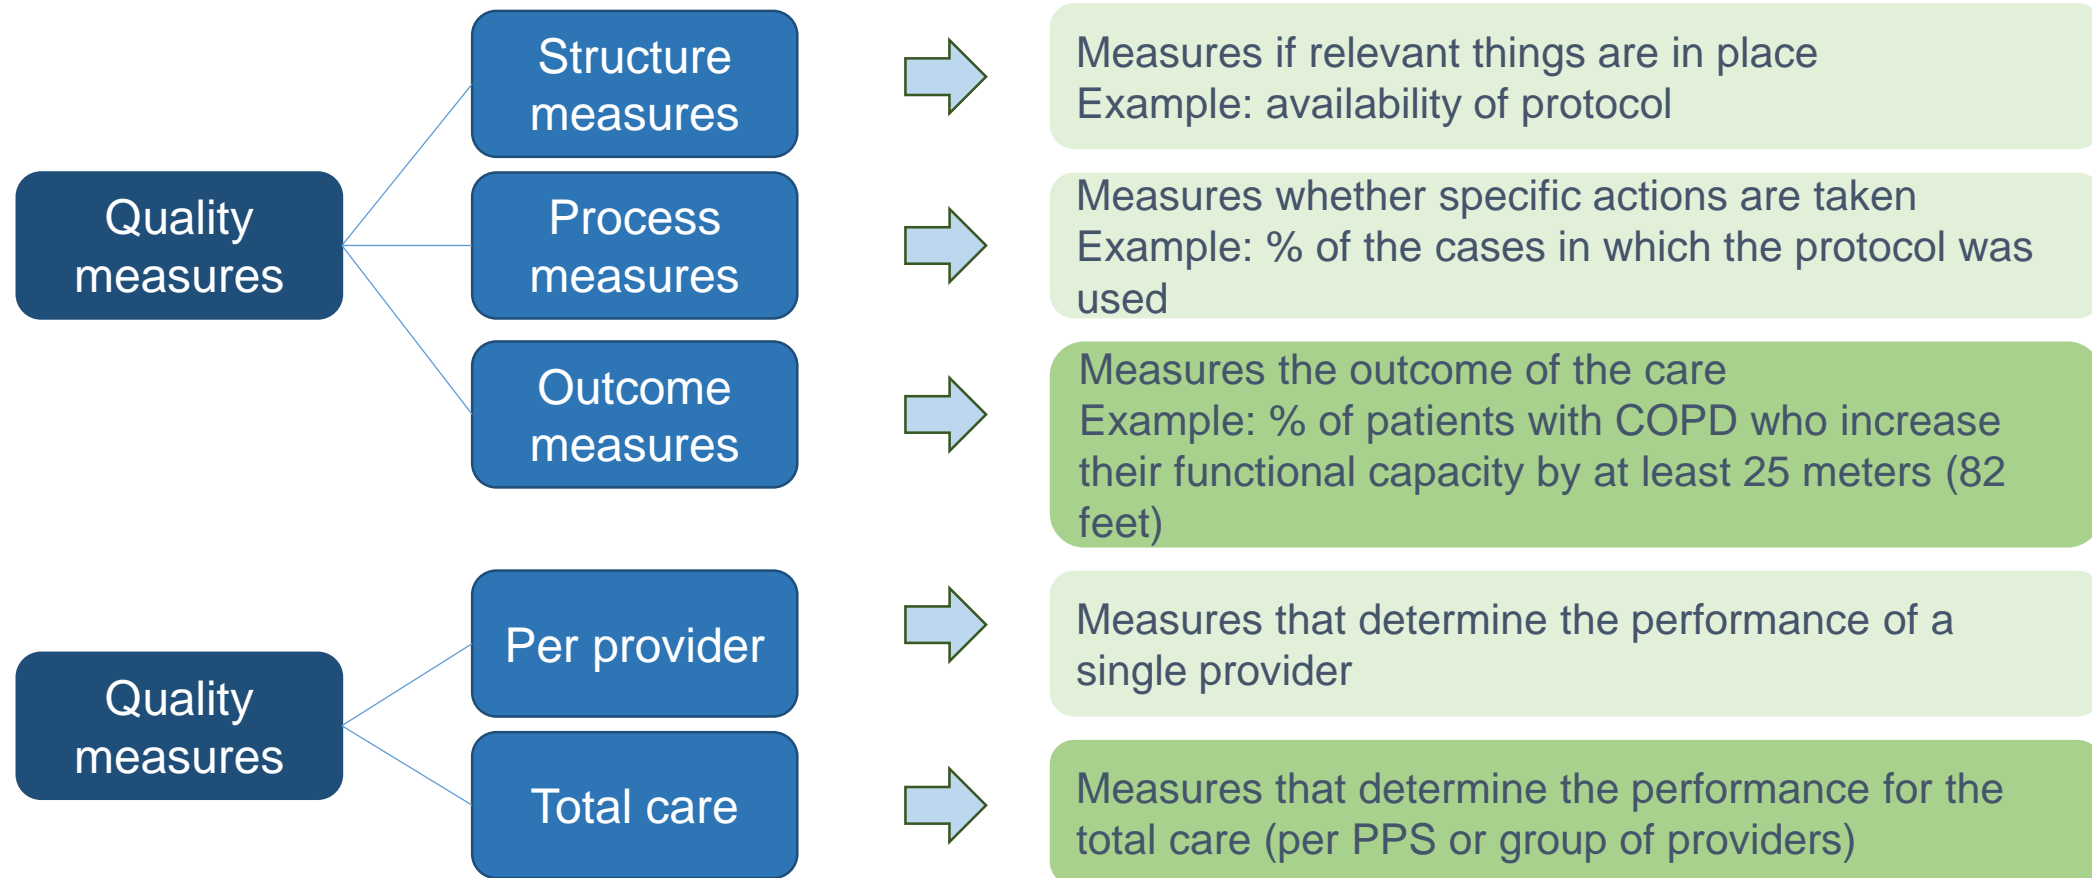 Quality
measures
Structure
measures
Measures if relevant things are in place
Example: availability of protocol
Process
measures
Measures whether specific actions are taken
Example: % of the cases in which the protocol was
used
Outcome
measures
Measures the outcome of the care
Example: % of patients with COPD who increase
their functional capacity by at least 25 meters (82
feet)
Quality
measures
Per provider
Measures that determine the performance of a
single provider
Total care
Measures that determine the performance for the
total care (per PPS or group of providers)